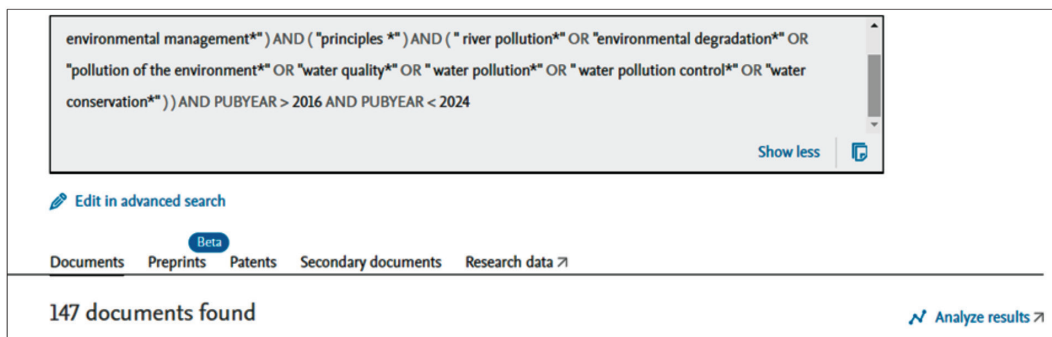 environmental management*" ) AND ( "principles *" ) AND ( " river pollution*" OR "environmental degradation*" OR
"pollution of the environment*" OR "water quality*" OR " water pollution*" OR " water pollution control*" OR "water
conservation*" ) ) AND PUBYEAR > 2016 AND PUBYEAR < 2024
Show less
Edit in advanced search
Beta
Documents Preprints Patents Secondary documents Research data
147 documents found
Analyze results